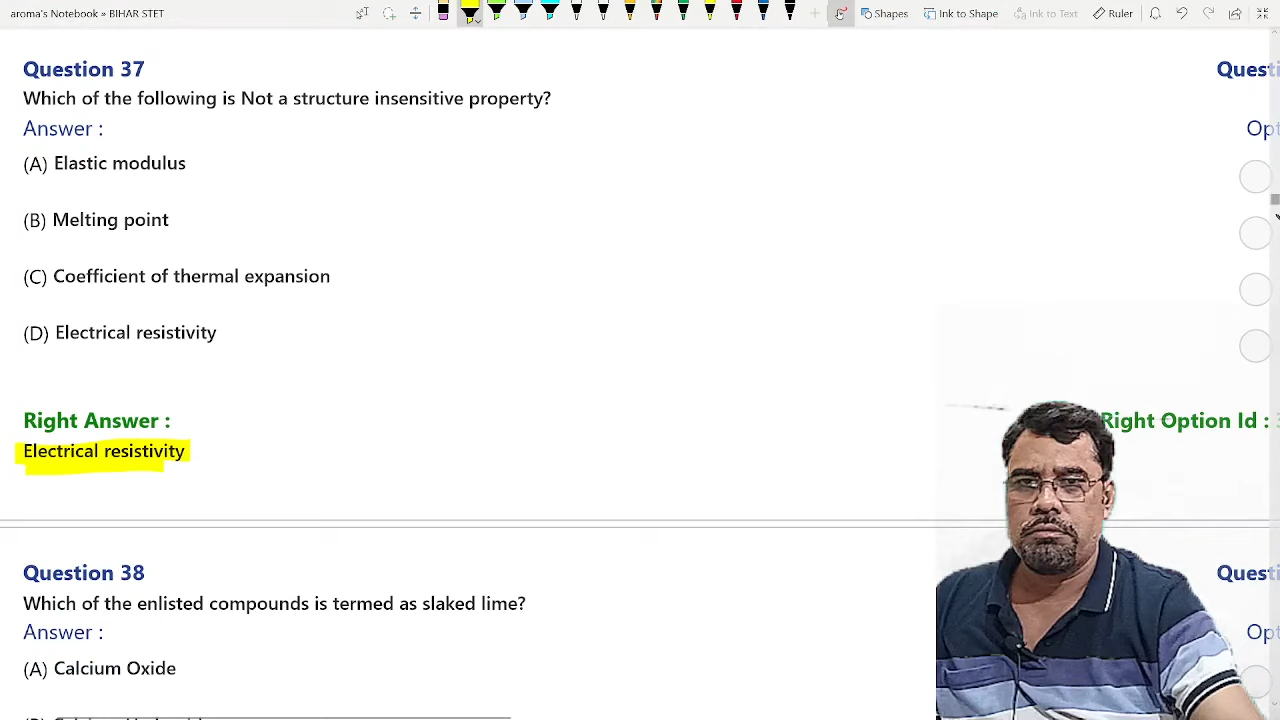 arona's Notebook » BIHAR STET
Shapes
Ink to Shape
Ink to Text
Ruler
Question 37
Which of the following is Not a structure insensitive property?
Answer :
(A) Elastic modulus
(B) Melting point
(C) Coefficient of thermal expansion
(D) Electrical resistivity
Right Answer :
Right Option Id :
Electrical resistivity
Question 38
Which of the enlisted compounds is termed as slaked lime?
Answer :
(A) Calcium Oxide